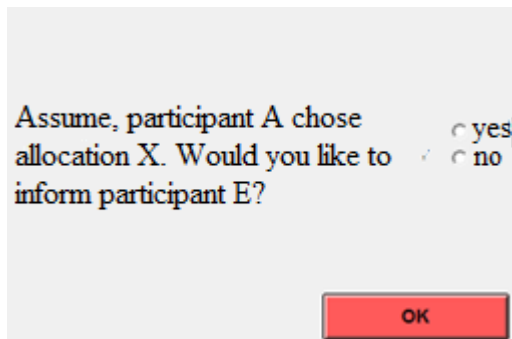 Assume, participant A chose
allocation X. Would you like to
inform participant E?
yes
no
OK